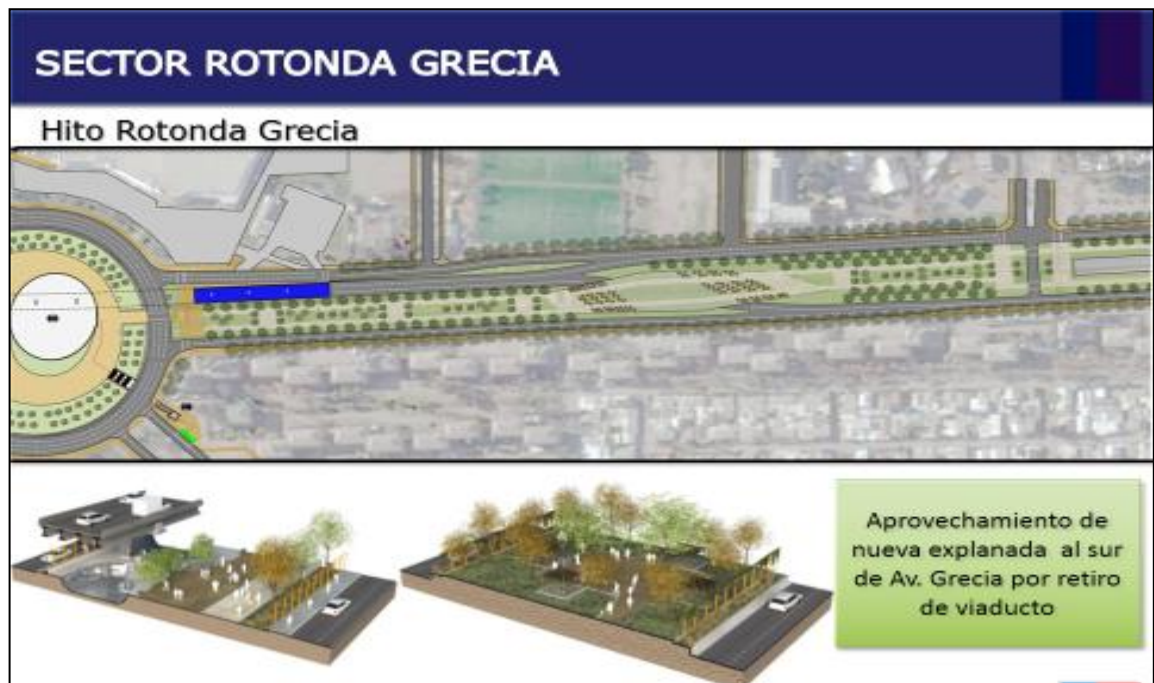 SECTOR ROTONDA GRECIA
Hito Rotonda Grecia
Aprovechamiento de
nueva explanada al sur
de Av. Grecia por retiro
de viaducto